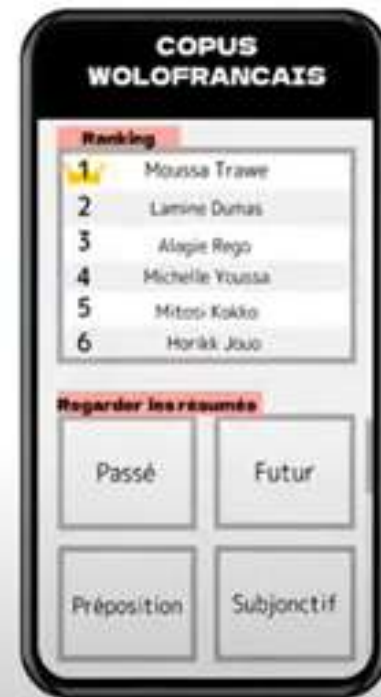 COPUS
WOLOFRANCAIS
Ranking
1 Moussa Trawe
2 Lamine Dumas
3 Alagie Rego
4 Michelle Youssa
5 Mitosi Kokko
6 Horikk Jouo
Regarder les résumés
Passé Futur
Préposition Subjonctif